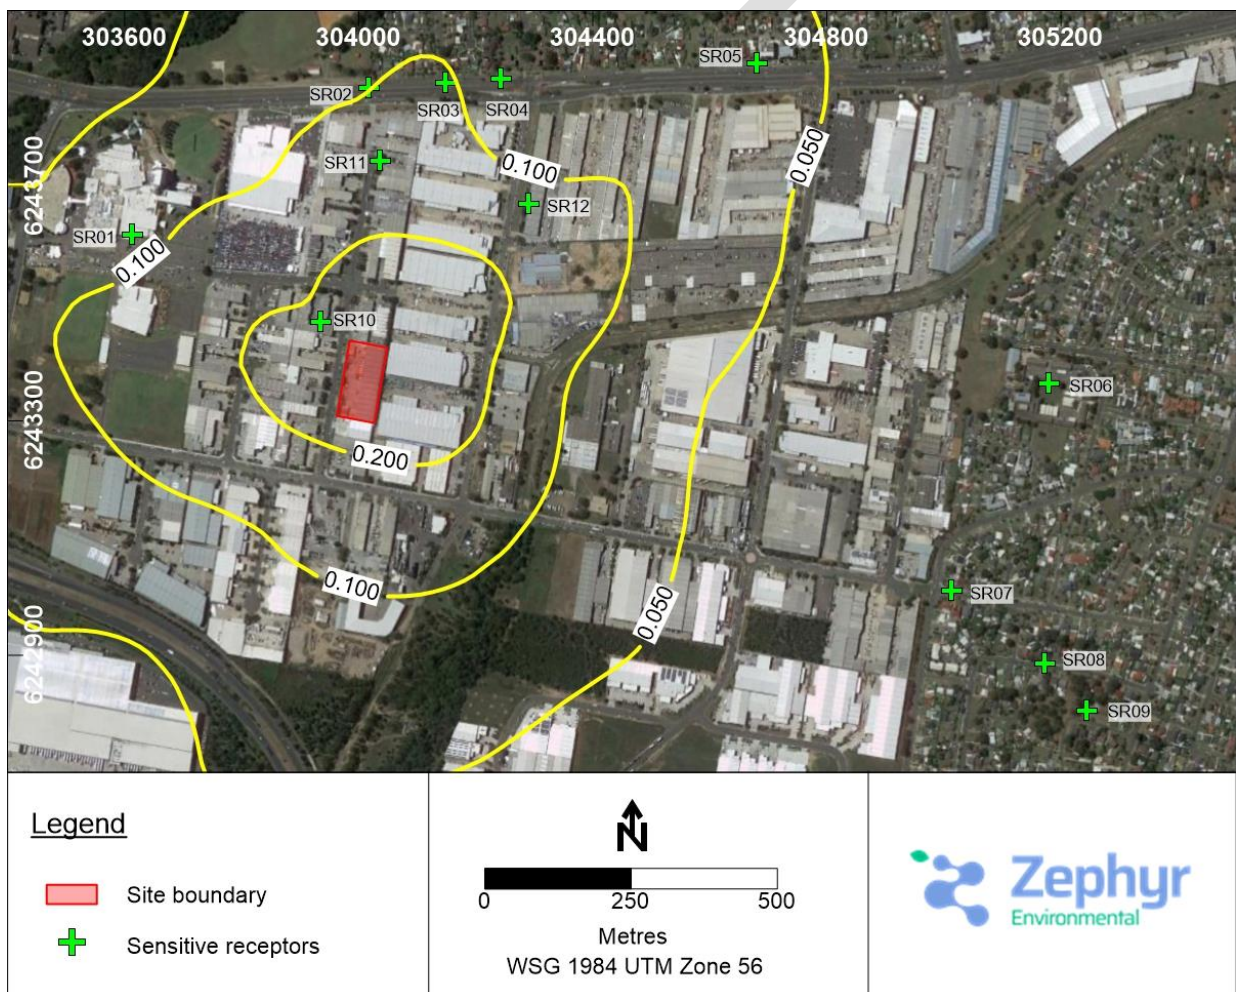 303600
304000
304400
304800
305200
SR05
SR02
SR03
SR04
0.050
6243700
SR11
0.100
SR12
SR01
0.100
SR10
SR06
6243300
0.200
0.100
SR07
0.050
6242900
SR08
SR09
Legend
Site boundary
Sensitive receptors
N
0 250 500
Metres
WSG 1984 UTM Zone 56
Zephyr
Environmental